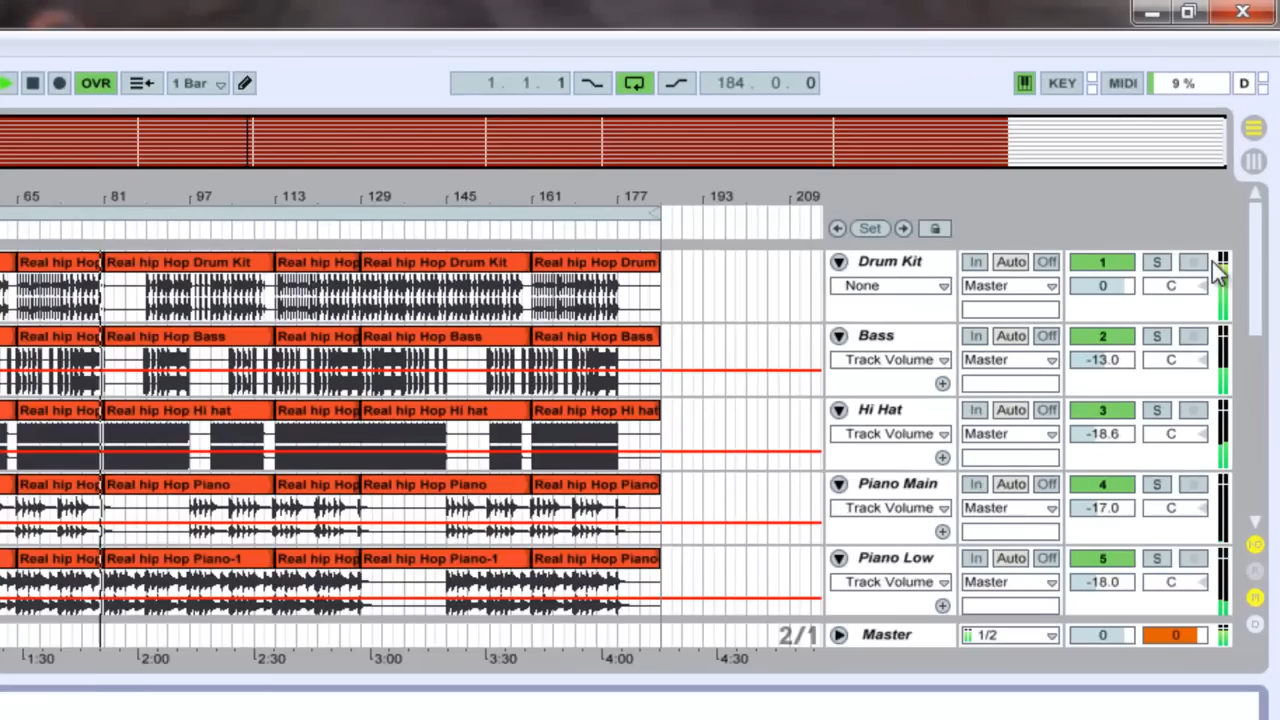 OVR 1 Bar 1. 1. 1 184. 0. 0 KEY MIDI 9 % D
65 81 97 113 129 145 161 177 193 209
Set
Real hip Hop Real hip Hop Drum Kit Real hip Hop Real hip Hop Drum Kit Real hip Hop Drum Drum Kit In Auto Off 1 S
None Master 0 C
Real hip Hop Real hip Hop Bass Real hip Hop Real hip Hop Bass Real hip Hop Bass Bass In Auto Off 2 S
Track Volume Master -13.0 C
Real hip Hop Real hip Hop Hi hat Real hip Hop Real hip Hop Hi hat Real hip Hop Hi hat Hi Hat In Auto Off 3 S
Track Volume Master -18.6 C
Real hip Hop Real hip Hop Piano Real hip Hop Real hip Hop Piano Real hip Hop Piano Piano Main In Auto Off 4 S
Track Volume Master -17.0 C
Real hip Hop Real hip Hop Piano-1 Real hip Hop Real hip Hop Piano-1 Real hip Hop Piano Piano Low In Auto Off 5 S
Track Volume Master -18.0 C
2/1 Master 1/2 0 0
1:30 2:00 2:30 3:00 3:30 4:00 4:30